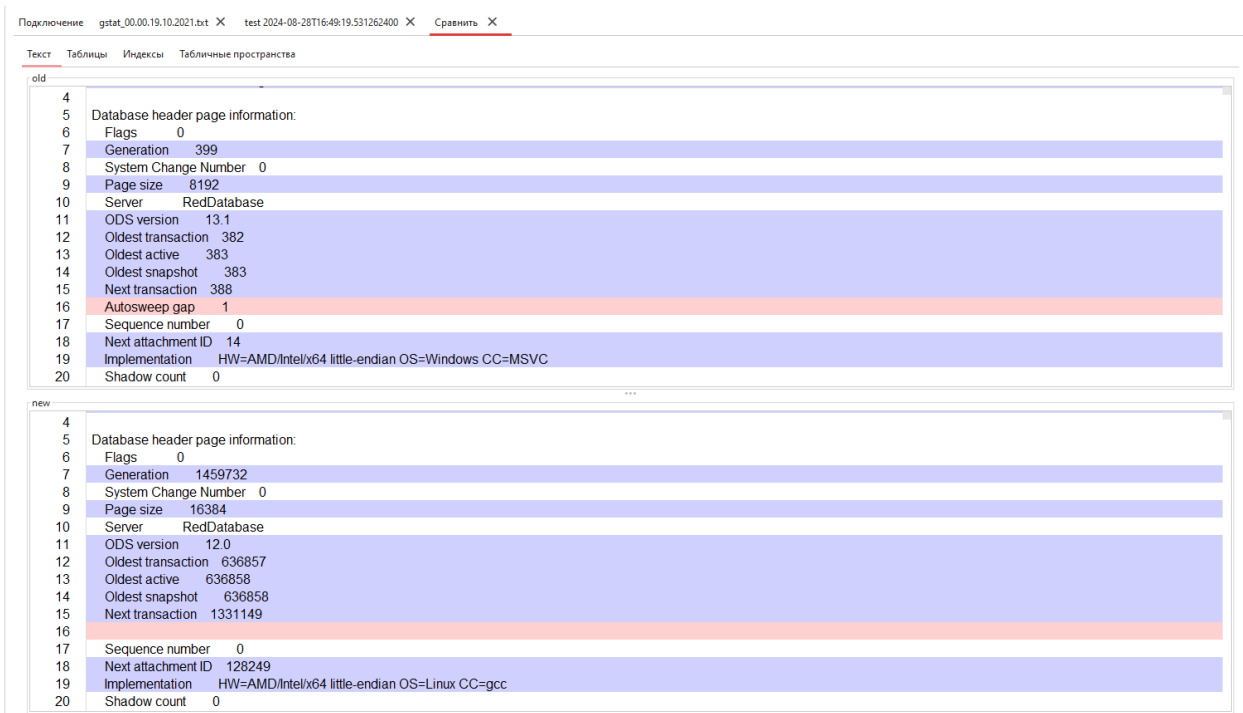 Подключение gstat_00.00.19.10.2021.txt test 2024-08-28T16:49:19.531262400 Сравнить
Текст Таблицы Индексы Табличные пространства
old
4
5 Database header page information:
6 Flags 0
7 Generation 399
8 System Change Number 0
9 Page size 8192
10 Server RedDatabase
11 ODS version 13.1
12 Oldest transaction 382
13 Oldest active 383
14 Oldest snapshot 383
15 Next transaction 388
16 Autosweep gap 1
17 Sequence number 0
18 Next attachment ID 14
19 Implementation HW=AMD/Intel/x64 little-endian OS=Windows CC=MSVC
20 Shadow count 0
new
4
5 Database header page information:
6 Flags 0
7 Generation 1459732
8 System Change Number 0
9 Page size 16384
10 Server RedDatabase
11 ODS version 12.0
12 Oldest transaction 636857
13 Oldest active 636858
14 Oldest snapshot 636858
15 Next transaction 1331149
16
17 Sequence number 0
18 Next attachment ID 128249
19 Implementation HW=AMD/Intel/x64 little-endian OS=Linux CC=gcc
20 Shadow count 0